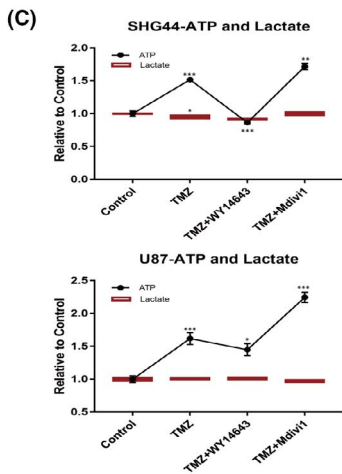 (C)
SHG44-ATP and Lactate
Relative to Control
2.0
1.5
1.0
0.5
0.0
ATP
Lactate
***
*
***
**
Control
TMZ
TMZ+WY14643
TMZ+Mdivi1
U87-ATP and Lactate
Relative to Control
2.5
2.0
1.5
1.0
0.5
ATP
Lactate
***
*
***
Control
TMZ
TMZ+WY14643
TMZ+Mdivi1